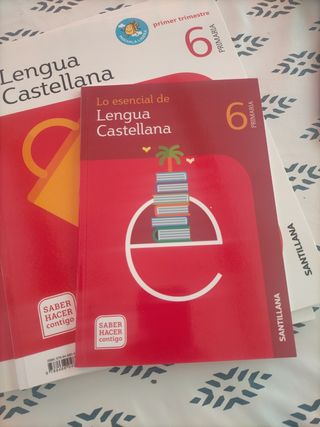 primer trimestre
6
PRIMARIA
Lengua
Castellana
Lo esencial de
Lengua
Castellana
6
PRIMARIA
e
SABER
HACER
contigo
SANTILLANA
SABER
HACER
contigo
SANTILLANA